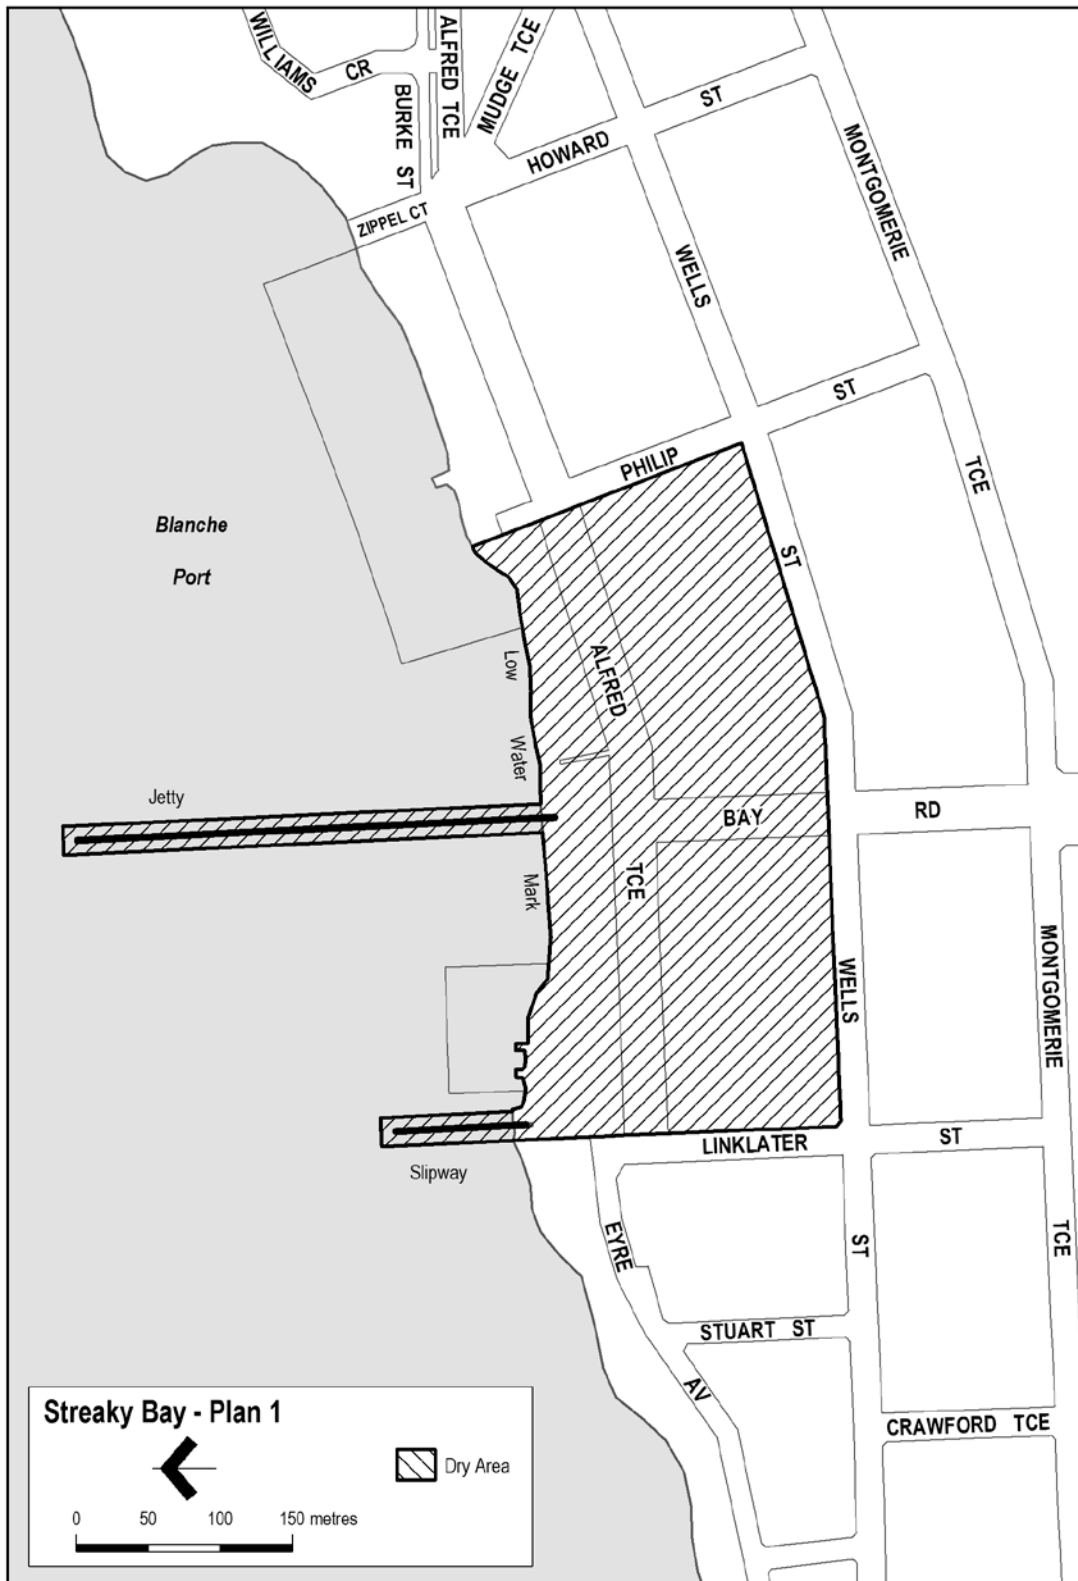 WILLIAMS CR
ALFRED TCE
MUDGE TCE
BURKE ST
HOWARD ST
ZIPPEL CT
MONTGOMERIE TCE
WELLS ST
PHILIP ST
Blanche
Port
Low Water Mark
ALFRED TCE
Jetty
BAY RD
WELLS ST
MONTGOMERIE TCE
LINKLATER ST
Slipway
EYRE AV
STUART ST
CRAWFORD TCE
Streaky Bay - Plan 1
Dry Area
0 50 100 150 metres